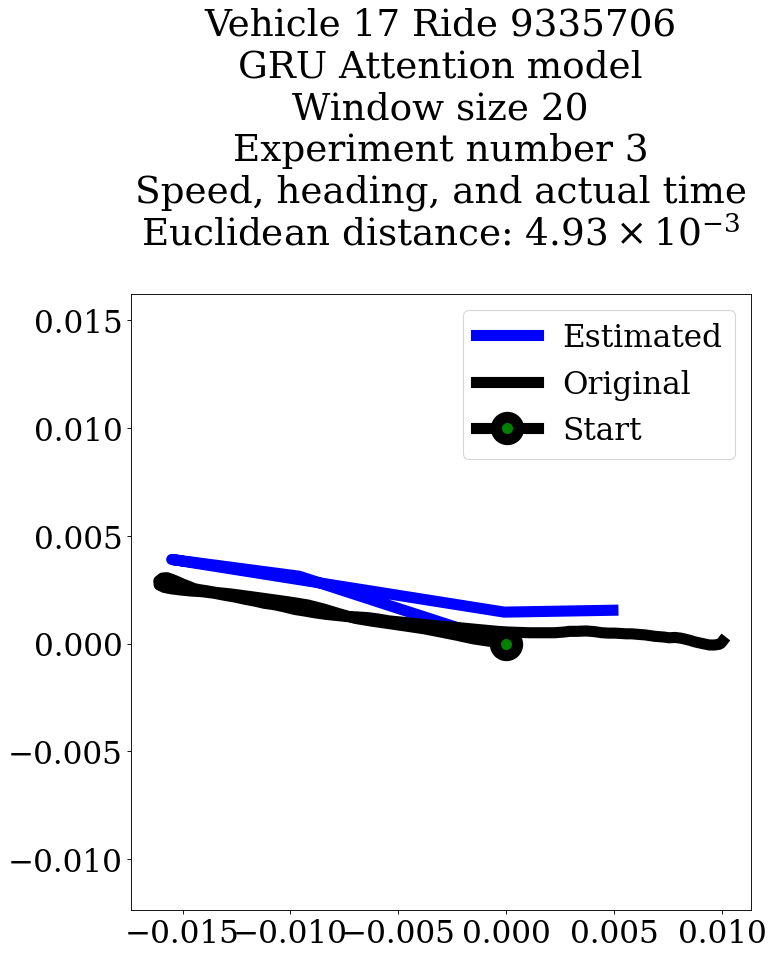 Vehicle 17 Ride 9335706
GRU Attention model
Window size 20
Experiment number 3
Speed, heading, and actual time
Euclidean distance: 4.93 × 10⁻³
Estimated
Original
Start
0.015
0.010
0.005
0.000
−0.005
−0.010
−0.015 −0.010 −0.005 0.000 0.005 0.010